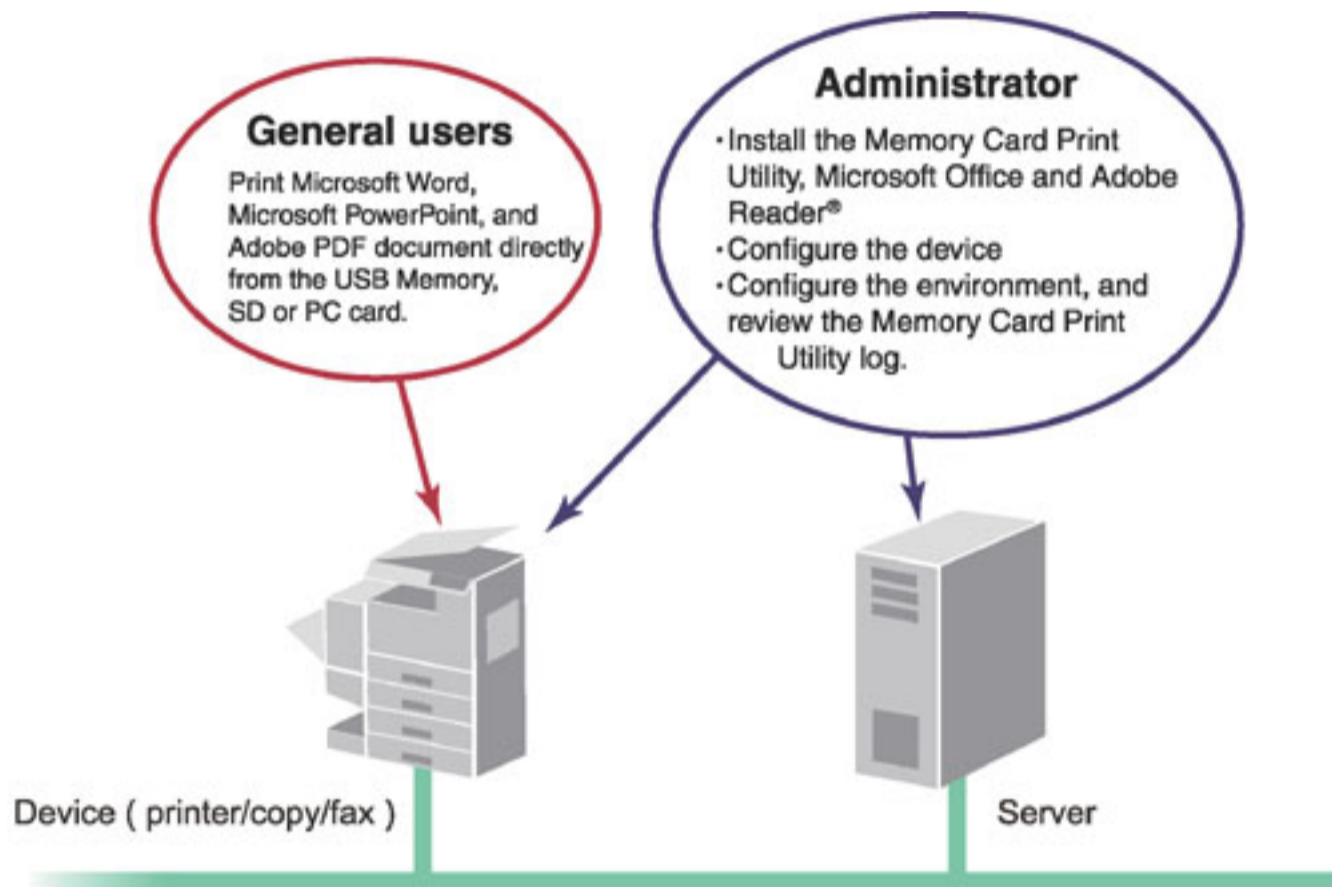 General users
Print Microsoft Word,
Microsoft PowerPoint, and
Adobe PDF document directly
from the USB Memory,
SD or PC card.
Administrator
·Install the Memory Card Print
Utility, Microsoft Office and Adobe
Reader®
·Configure the device
·Configure the environment, and
review the Memory Card Print
Utility log.
Device ( printer/copy/fax )
Server